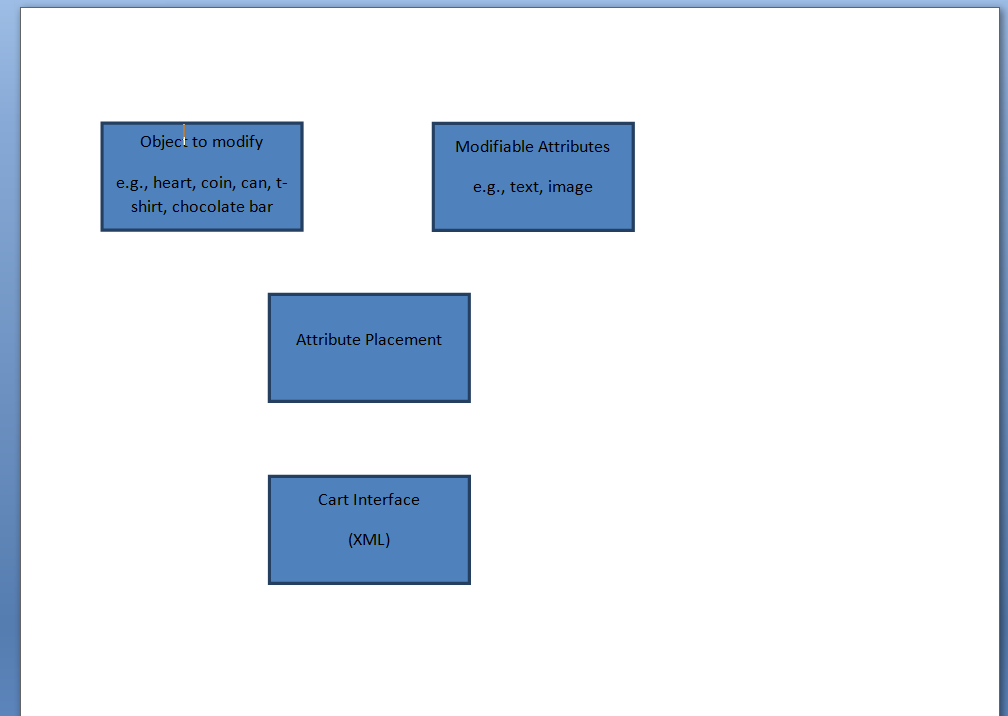 Object to modify
e.g., heart, coin, can, t-
shirt, chocolate bar
Modifiable Attributes
e.g., text, image
Attribute Placement
Cart Interface
(XML)